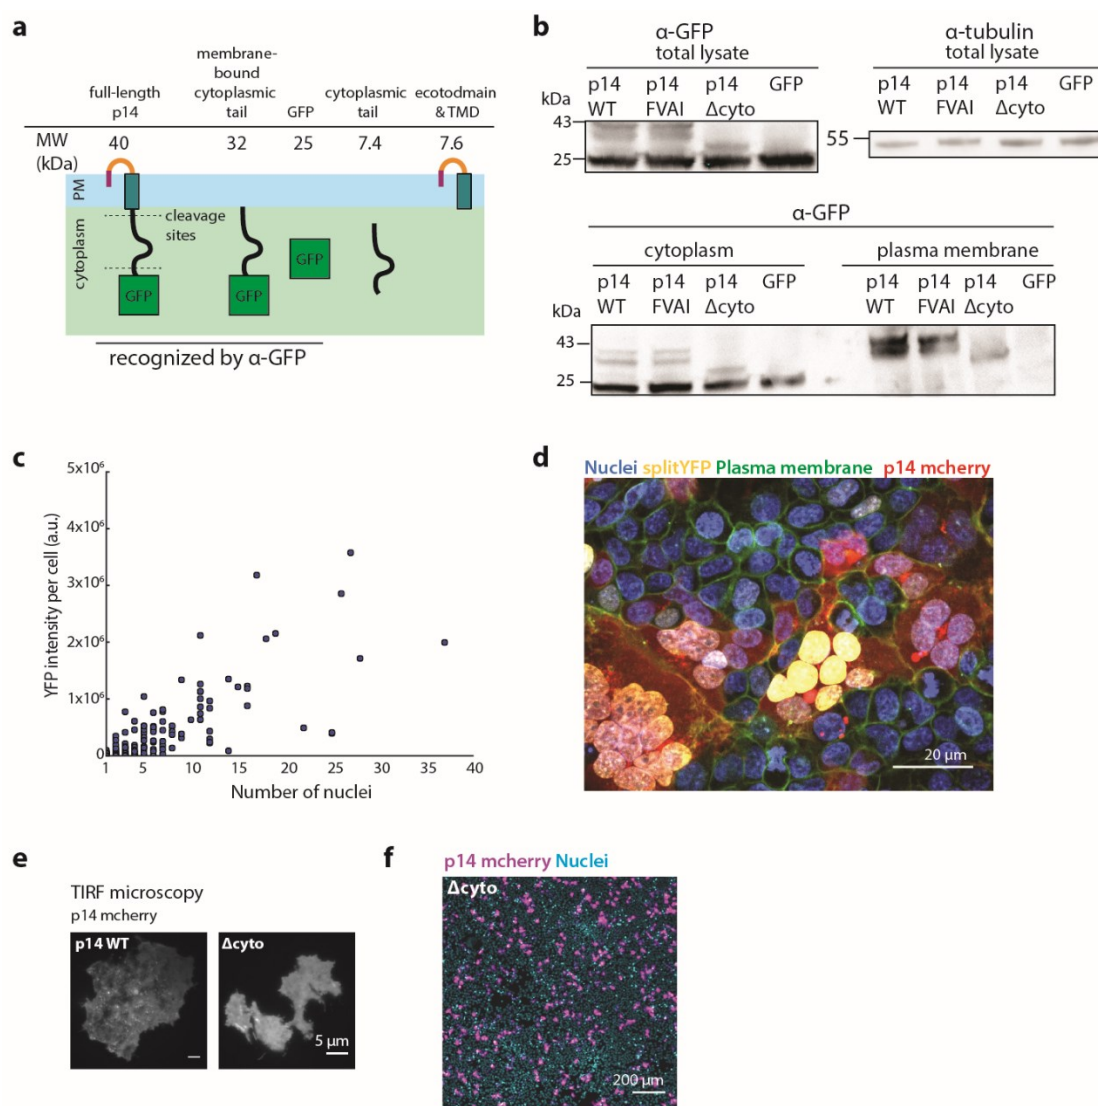 a
membrane-
bound
full-length cytoplasmic cytoplasmic ecotodmain
p14 tail GFP tail & TMD
MW 40 32 25 7.4 7.6
(kDa)
PM
cytoplasm
cleavage
sites
GFP
GFP GFP
recognized by α-GFP
b
α-GFP α-tubulin
total lysate total lysate
p14 p14 p14 GFP p14 p14 p14 GFP
WT FVAI Δcyto WT FVAI Δcyto
kDa
43
55
25
α-GFP
cytoplasm plasma membrane
p14 p14 p14 GFP p14 p14 p14 GFP
WT FVAI Δcyto WT FVAI Δcyto
kDa
43
25
c
5x10⁶
4x10⁶
3x10⁶
2x10⁶
1x10⁶
0
YFP intensity per cell (a.u.)
1 5 10 15 20 25 30 35 40
Number of nuclei
d
Nuclei splitYFP Plasma membrane p14 mcherry
20 µm
e
TIRF microscopy
p14 mcherry
p14 WT Δcyto
5 µm
f
p14 mcherry Nuclei
Δcyto
200 µm